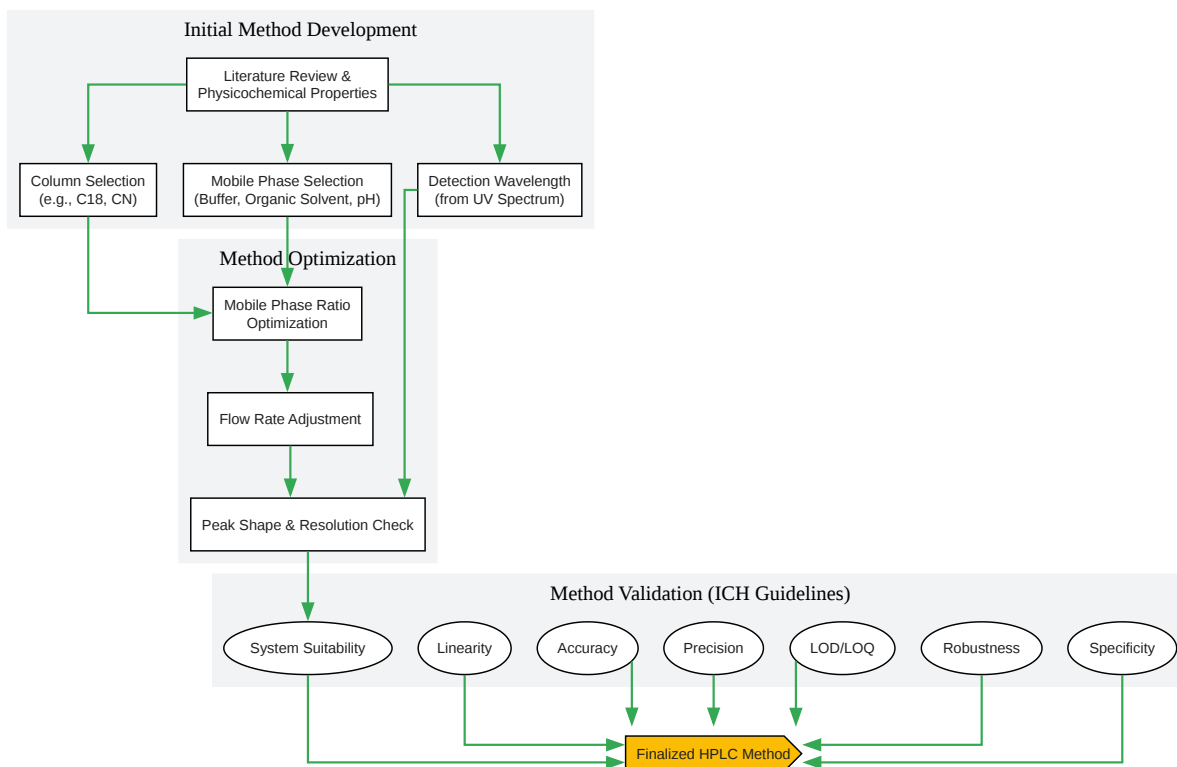 Initial Method Development
Literature Review &
Physicochemical Properties
Column Selection
(e.g., C18, CN)
Mobile Phase Selection
(Buffer, Organic Solvent, pH)
Detection Wavelength
(from UV Spectrum)
Method Optimization
Mobile Phase Ratio
Optimization
Flow Rate Adjustment
Peak Shape & Resolution Check
Method Validation (ICH Guidelines)
System Suitability
Linearity
Accuracy
Precision
LOD/LOQ
Robustness
Specificity
Finalized HPLC Method